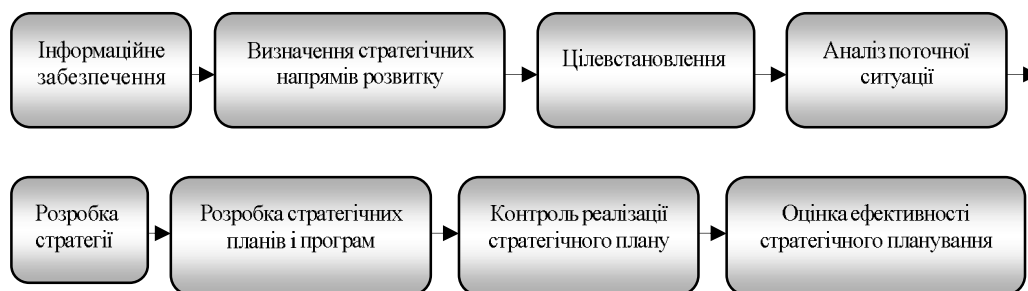 Інформаційне
забезпечення
Визначення стратегічних
напрямів розвитку
Цілевстановлення
Аналіз поточної
ситуації
Розробка
стратегії
Розробка стратегічних
планів і програм
Контроль реалізації
стратегічного плану
Оцінка ефективності
стратегічного планування